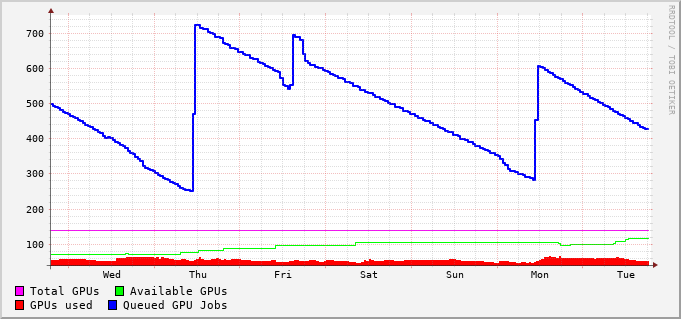 RRDTOOL / TOBI OETIKER
700
600
500
400
300
200
100
Wed Thu Fri Sat Sun Mon Tue
Total GPUs Available GPUs
GPUs used Queued GPU Jobs